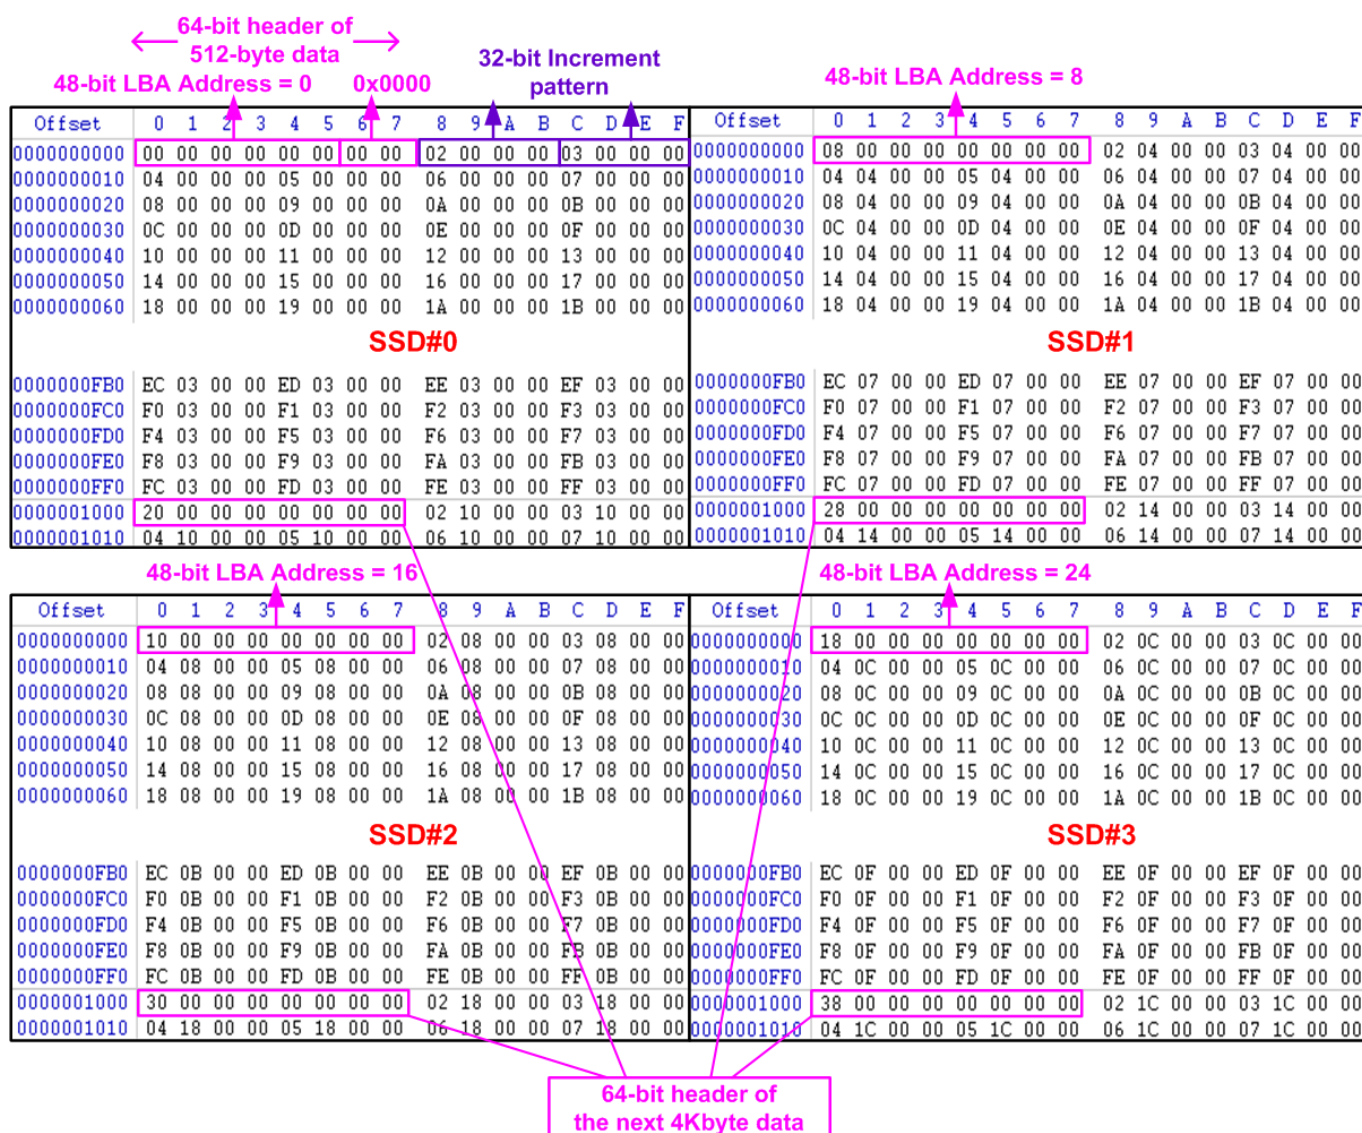 64-bit header of
512-byte data
48-bit LBA Address = 0 0x0000
32-bit Increment
pattern
Offset 0 1 2 3 4 5 6 7 8 9 A B C D E F
0000000000 00 00 00 00 00 00 00 00 02 00 00 00 03 00 00 00
0000000010 04 00 00 00 05 00 00 00 06 00 00 00 07 00 00 00
0000000020 08 00 00 00 09 00 00 00 0A 00 00 00 0B 00 00 00
0000000030 0C 00 00 00 0D 00 00 00 0E 00 00 00 0F 00 00 00
0000000040 10 00 00 00 11 00 00 00 12 00 00 00 13 00 00 00
0000000050 14 00 00 00 15 00 00 00 16 00 00 00 17 00 00 00
0000000060 18 00 00 00 19 00 00 00 1A 00 00 00 1B 00 00 00
SSD#0
0000000FB0 EC 03 00 00 ED 03 00 00 EE 03 00 00 EF 03 00 00
0000000FC0 F0 03 00 00 F1 03 00 00 F2 03 00 00 F3 03 00 00
0000000FD0 F4 03 00 00 F5 03 00 00 F6 03 00 00 F7 03 00 00
0000000FE0 F8 03 00 00 F9 03 00 00 FA 03 00 00 FB 03 00 00
0000000FF0 FC 03 00 00 FD 03 00 00 FE 03 00 00 FF 03 00 00
0000001000 20 00 00 00 00 00 00 00 02 10 00 00 03 10 00 00
0000001010 04 10 00 00 05 10 00 00 06 10 00 00 07 10 00 00
48-bit LBA Address = 8
Offset 0 1 2 3 4 5 6 7 8 9 A B C D E F
0000000000 08 00 00 00 00 00 00 00 02 04 00 00 03 04 00 00
0000000010 04 04 00 00 05 04 00 00 06 04 00 00 07 04 00 00
0000000020 08 04 00 00 09 04 00 00 0A 04 00 00 0B 04 00 00
0000000030 0C 04 00 00 0D 04 00 00 0E 04 00 00 0F 04 00 00
0000000040 10 04 00 00 11 04 00 00 12 04 00 00 13 04 00 00
0000000050 14 04 00 00 15 04 00 00 16 04 00 00 17 04 00 00
0000000060 18 04 00 00 19 04 00 00 1A 04 00 00 1B 04 00 00
SSD#1
0000000FB0 EC 07 00 00 ED 07 00 00 EE 07 00 00 EF 07 00 00
0000000FC0 F0 07 00 00 F1 07 00 00 F2 07 00 00 F3 07 00 00
0000000FD0 F4 07 00 00 F5 07 00 00 F6 07 00 00 F7 07 00 00
0000000FE0 F8 07 00 00 F9 07 00 00 FA 07 00 00 FB 07 00 00
0000000FF0 FC 07 00 00 FD 07 00 00 FE 07 00 00 FF 07 00 00
0000001000 28 00 00 00 00 00 00 00 02 14 00 00 03 14 00 00
0000001010 04 14 00 00 05 14 00 00 06 14 00 00 07 14 00 00
48-bit LBA Address = 16
Offset 0 1 2 3 4 5 6 7 8 9 A B C D E F
0000000000 10 00 00 00 00 00 00 00 02 08 00 00 03 08 00 00
0000000010 04 08 00 00 05 08 00 00 06 08 00 00 07 08 00 00
0000000020 08 08 00 00 09 08 00 00 0A 08 00 00 0B 08 00 00
0000000030 0C 08 00 00 0D 08 00 00 0E 08 00 00 0F 08 00 00
0000000040 10 08 00 00 11 08 00 00 12 08 00 00 13 08 00 00
0000000050 14 08 00 00 15 08 00 00 16 08 00 00 17 08 00 00
0000000060 18 08 00 00 19 08 00 00 1A 08 00 00 1B 08 00 00
SSD#2
0000000FB0 EC 0B 00 00 ED 0B 00 00 EE 0B 00 00 EF 0B 00 00
0000000FC0 F0 0B 00 00 F1 0B 00 00 F2 0B 00 00 F3 0B 00 00
0000000FD0 F4 0B 00 00 F5 0B 00 00 F6 0B 00 00 F7 0B 00 00
0000000FE0 F8 0B 00 00 F9 0B 00 00 FA 0B 00 00 FB 0B 00 00
0000000FF0 FC 0B 00 00 FD 0B 00 00 FE 0B 00 00 FF 0B 00 00
0000001000 30 00 00 00 00 00 00 00 02 18 00 00 03 18 00 00
0000001010 04 18 00 00 05 18 00 00 06 18 00 00 07 18 00 00
48-bit LBA Address = 24
Offset 0 1 2 3 4 5 6 7 8 9 A B C D E F
0000000000 18 00 00 00 00 00 00 00 02 0C 00 00 03 0C 00 00
0000000010 04 0C 00 00 05 0C 00 00 06 0C 00 00 07 0C 00 00
0000000020 08 0C 00 00 09 0C 00 00 0A 0C 00 00 0B 0C 00 00
0000000030 0C 0C 00 00 0D 0C 00 00 0E 0C 00 00 0F 0C 00 00
0000000040 10 0C 00 00 11 0C 00 00 12 0C 00 00 13 0C 00 00
0000000050 14 0C 00 00 15 0C 00 00 16 0C 00 00 17 0C 00 00
0000000060 18 0C 00 00 19 0C 00 00 1A 0C 00 00 1B 0C 00 00
SSD#3
0000000FB0 EC 0F 00 00 ED 0F 00 00 EE 0F 00 00 EF 0F 00 00
0000000FC0 F0 0F 00 00 F1 0F 00 00 F2 0F 00 00 F3 0F 00 00
0000000FD0 F4 0F 00 00 F5 0F 00 00 F6 0F 00 00 F7 0F 00 00
0000000FE0 F8 0F 00 00 F9 0F 00 00 FA 0F 00 00 FB 0F 00 00
0000000FF0 FC 0F 00 00 FD 0F 00 00 FE 0F 00 00 FF 0F 00 00
0000001000 38 00 00 00 00 00 00 00 02 1C 00 00 03 1C 00 00
0000001010 04 1C 00 00 05 1C 00 00 06 1C 00 00 07 1C 00 00
64-bit header of
the next 4Kbyte data